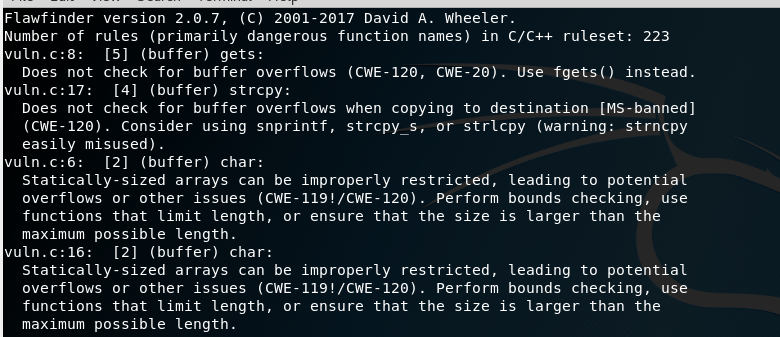 Flawfinder version 2.0.7, (C) 2001-2017 David A. Wheeler.
Number of rules (primarily dangerous function names) in C/C++ ruleset: 223
vuln.c:8:  [5] (buffer) gets:
  Does not check for buffer overflows (CWE-120, CWE-20). Use fgets() instead.
vuln.c:17:  [4] (buffer) strcpy:
  Does not check for buffer overflows when copying to destination [MS-banned]
  (CWE-120). Consider using snprintf, strcpy_s, or strlcpy (warning: strncpy
  easily misused).
vuln.c:6:  [2] (buffer) char:
  Statically-sized arrays can be improperly restricted, leading to potential
  overflows or other issues (CWE-119!/CWE-120). Perform bounds checking, use
  functions that limit length, or ensure that the size is larger than the
  maximum possible length.
vuln.c:16:  [2] (buffer) char:
  Statically-sized arrays can be improperly restricted, leading to potential
  overflows or other issues (CWE-119!/CWE-120). Perform bounds checking, use
  functions that limit length, or ensure that the size is larger than the
  maximum possible length.